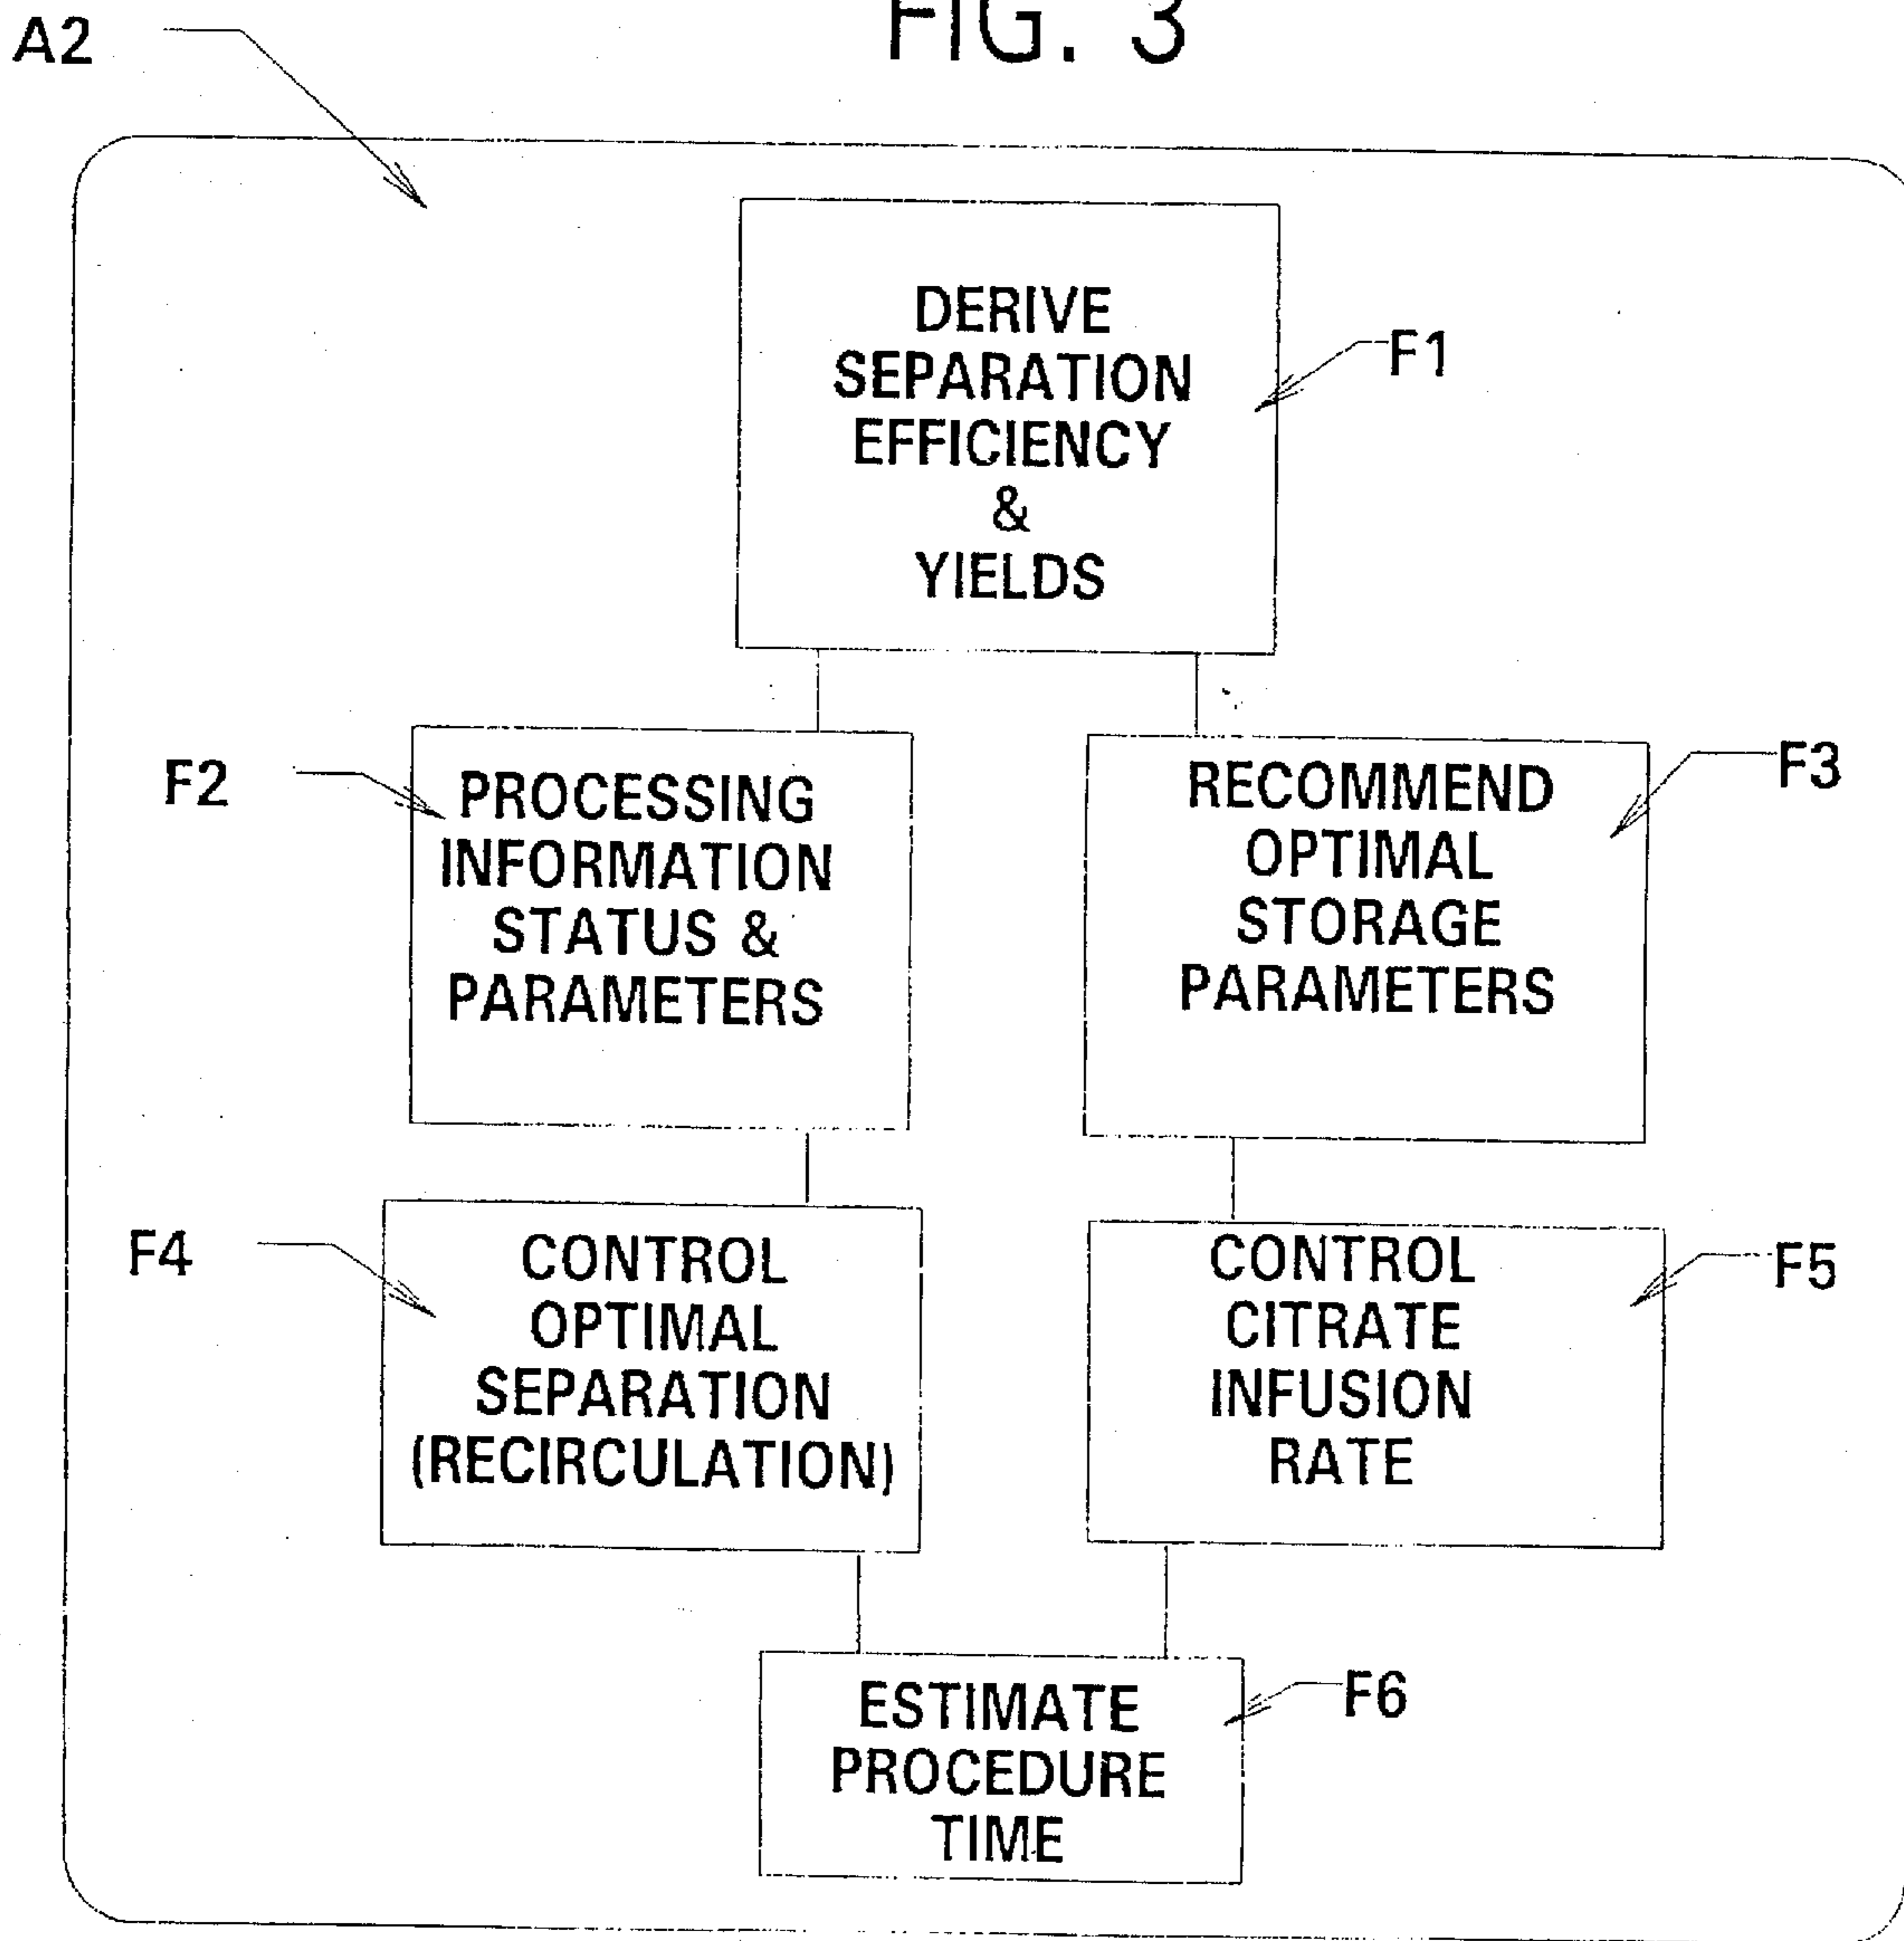 FIG. 3
A2
DERIVE
SEPARATION
EFFICIENCY
&
YIELDS
F1
F2
PROCESSING
INFORMATION
STATUS &
PARAMETERS
RECOMMEND
OPTIMAL
STORAGE
PARAMETERS
F3
F4
CONTROL
OPTIMAL
SEPARATION
(RECIRCULATION)
CONTROL
CITRATE
INFUSION
RATE
F5
ESTIMATE
PROCEDURE
TIME
F6